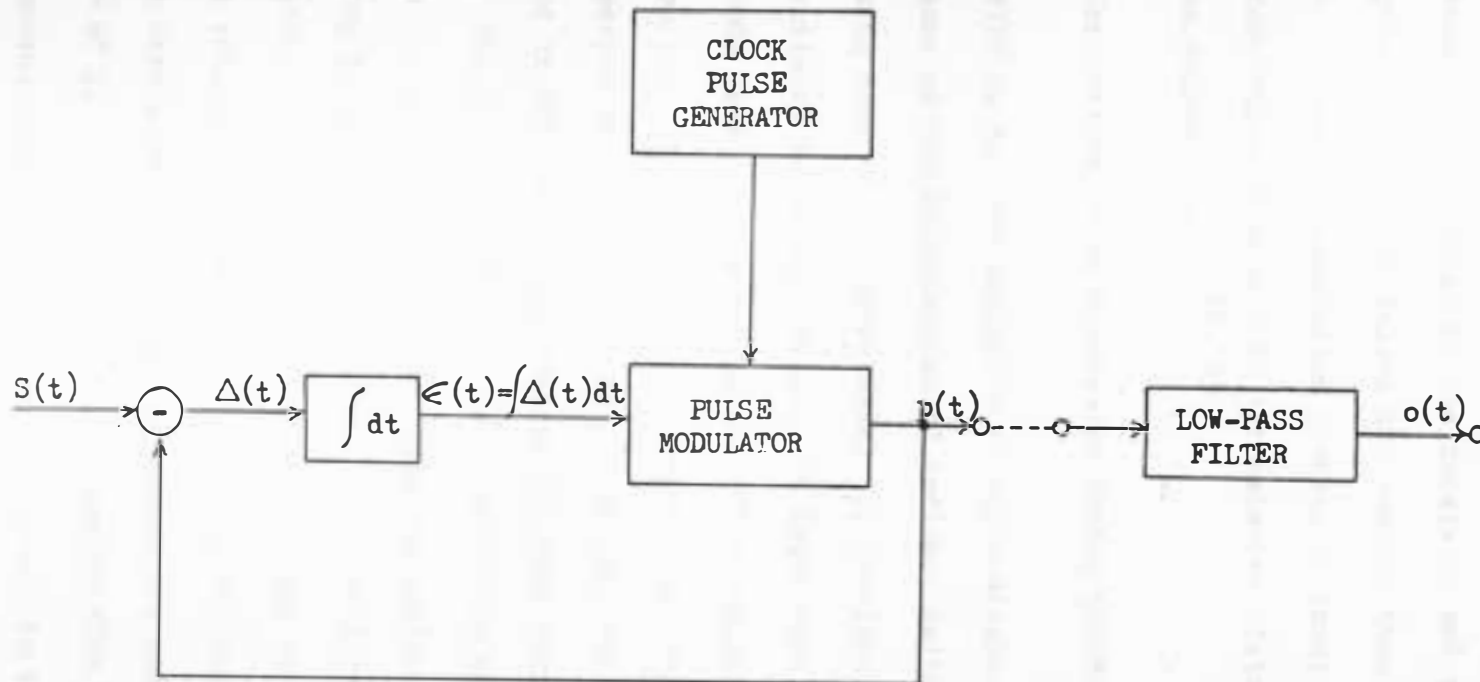 CLOCK
PULSE
GENERATOR
S(t)
-
Δ(t)
∫dt
∈(t)=∫Δ(t)dt
PULSE
MODULATOR
p(t)
LOW-PASS
FILTER
o(t)